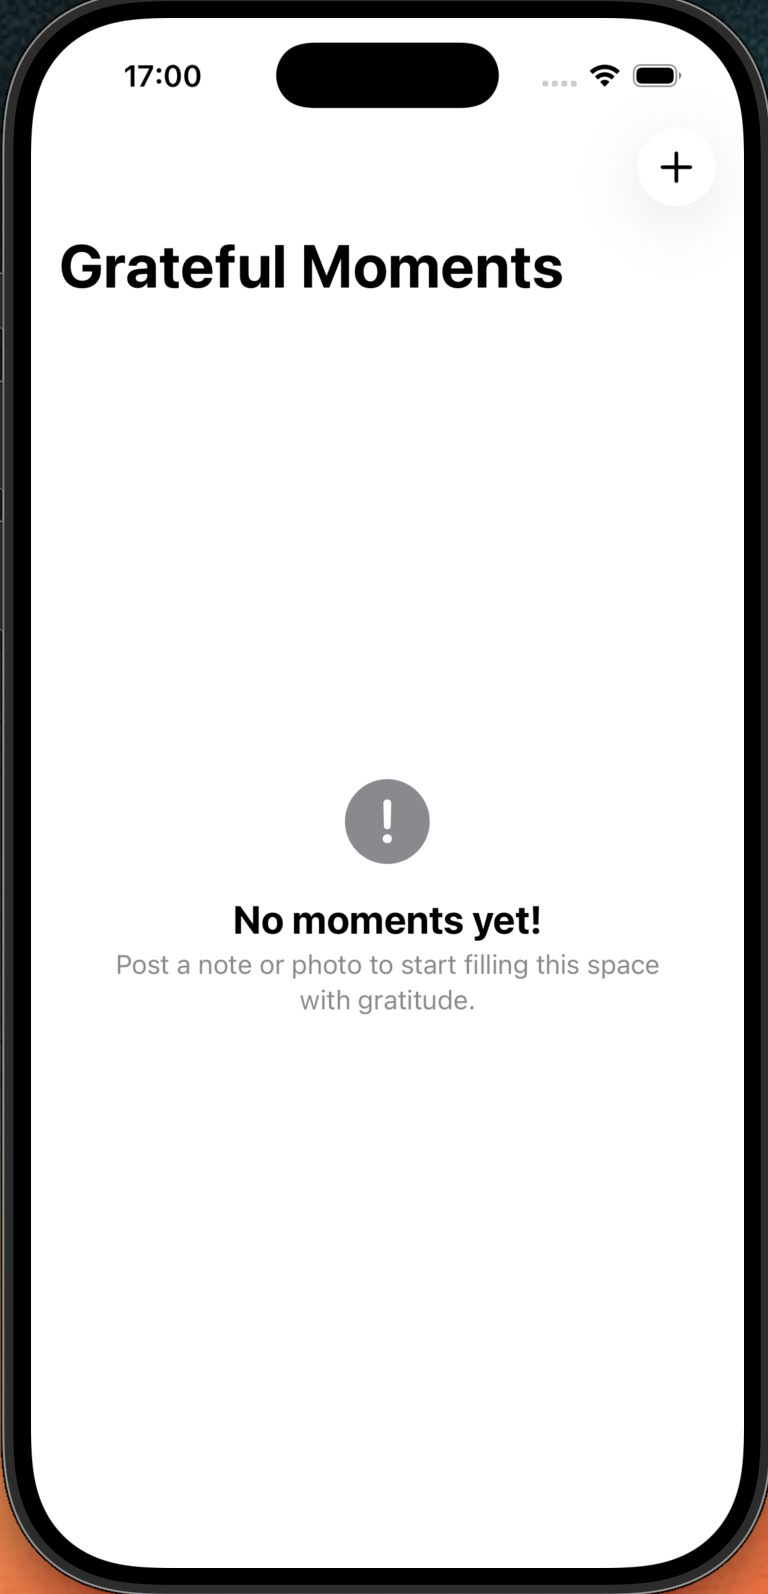 17:00
Grateful Moments
No moments yet!
Post a note or photo to start filling this space
with gratitude.